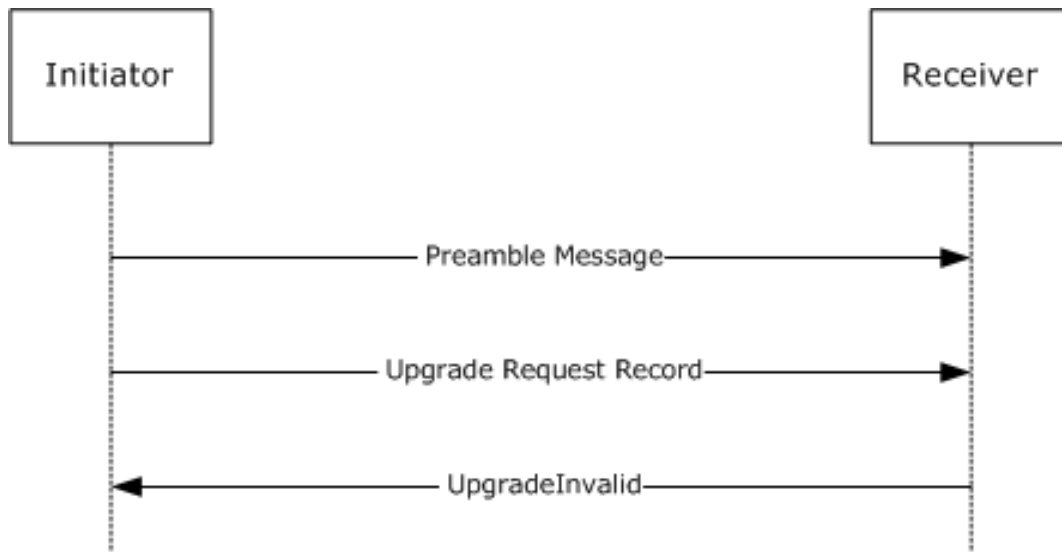 Initiator
Receiver
Preamble Message
Upgrade Request Record
UpgradeInvalid